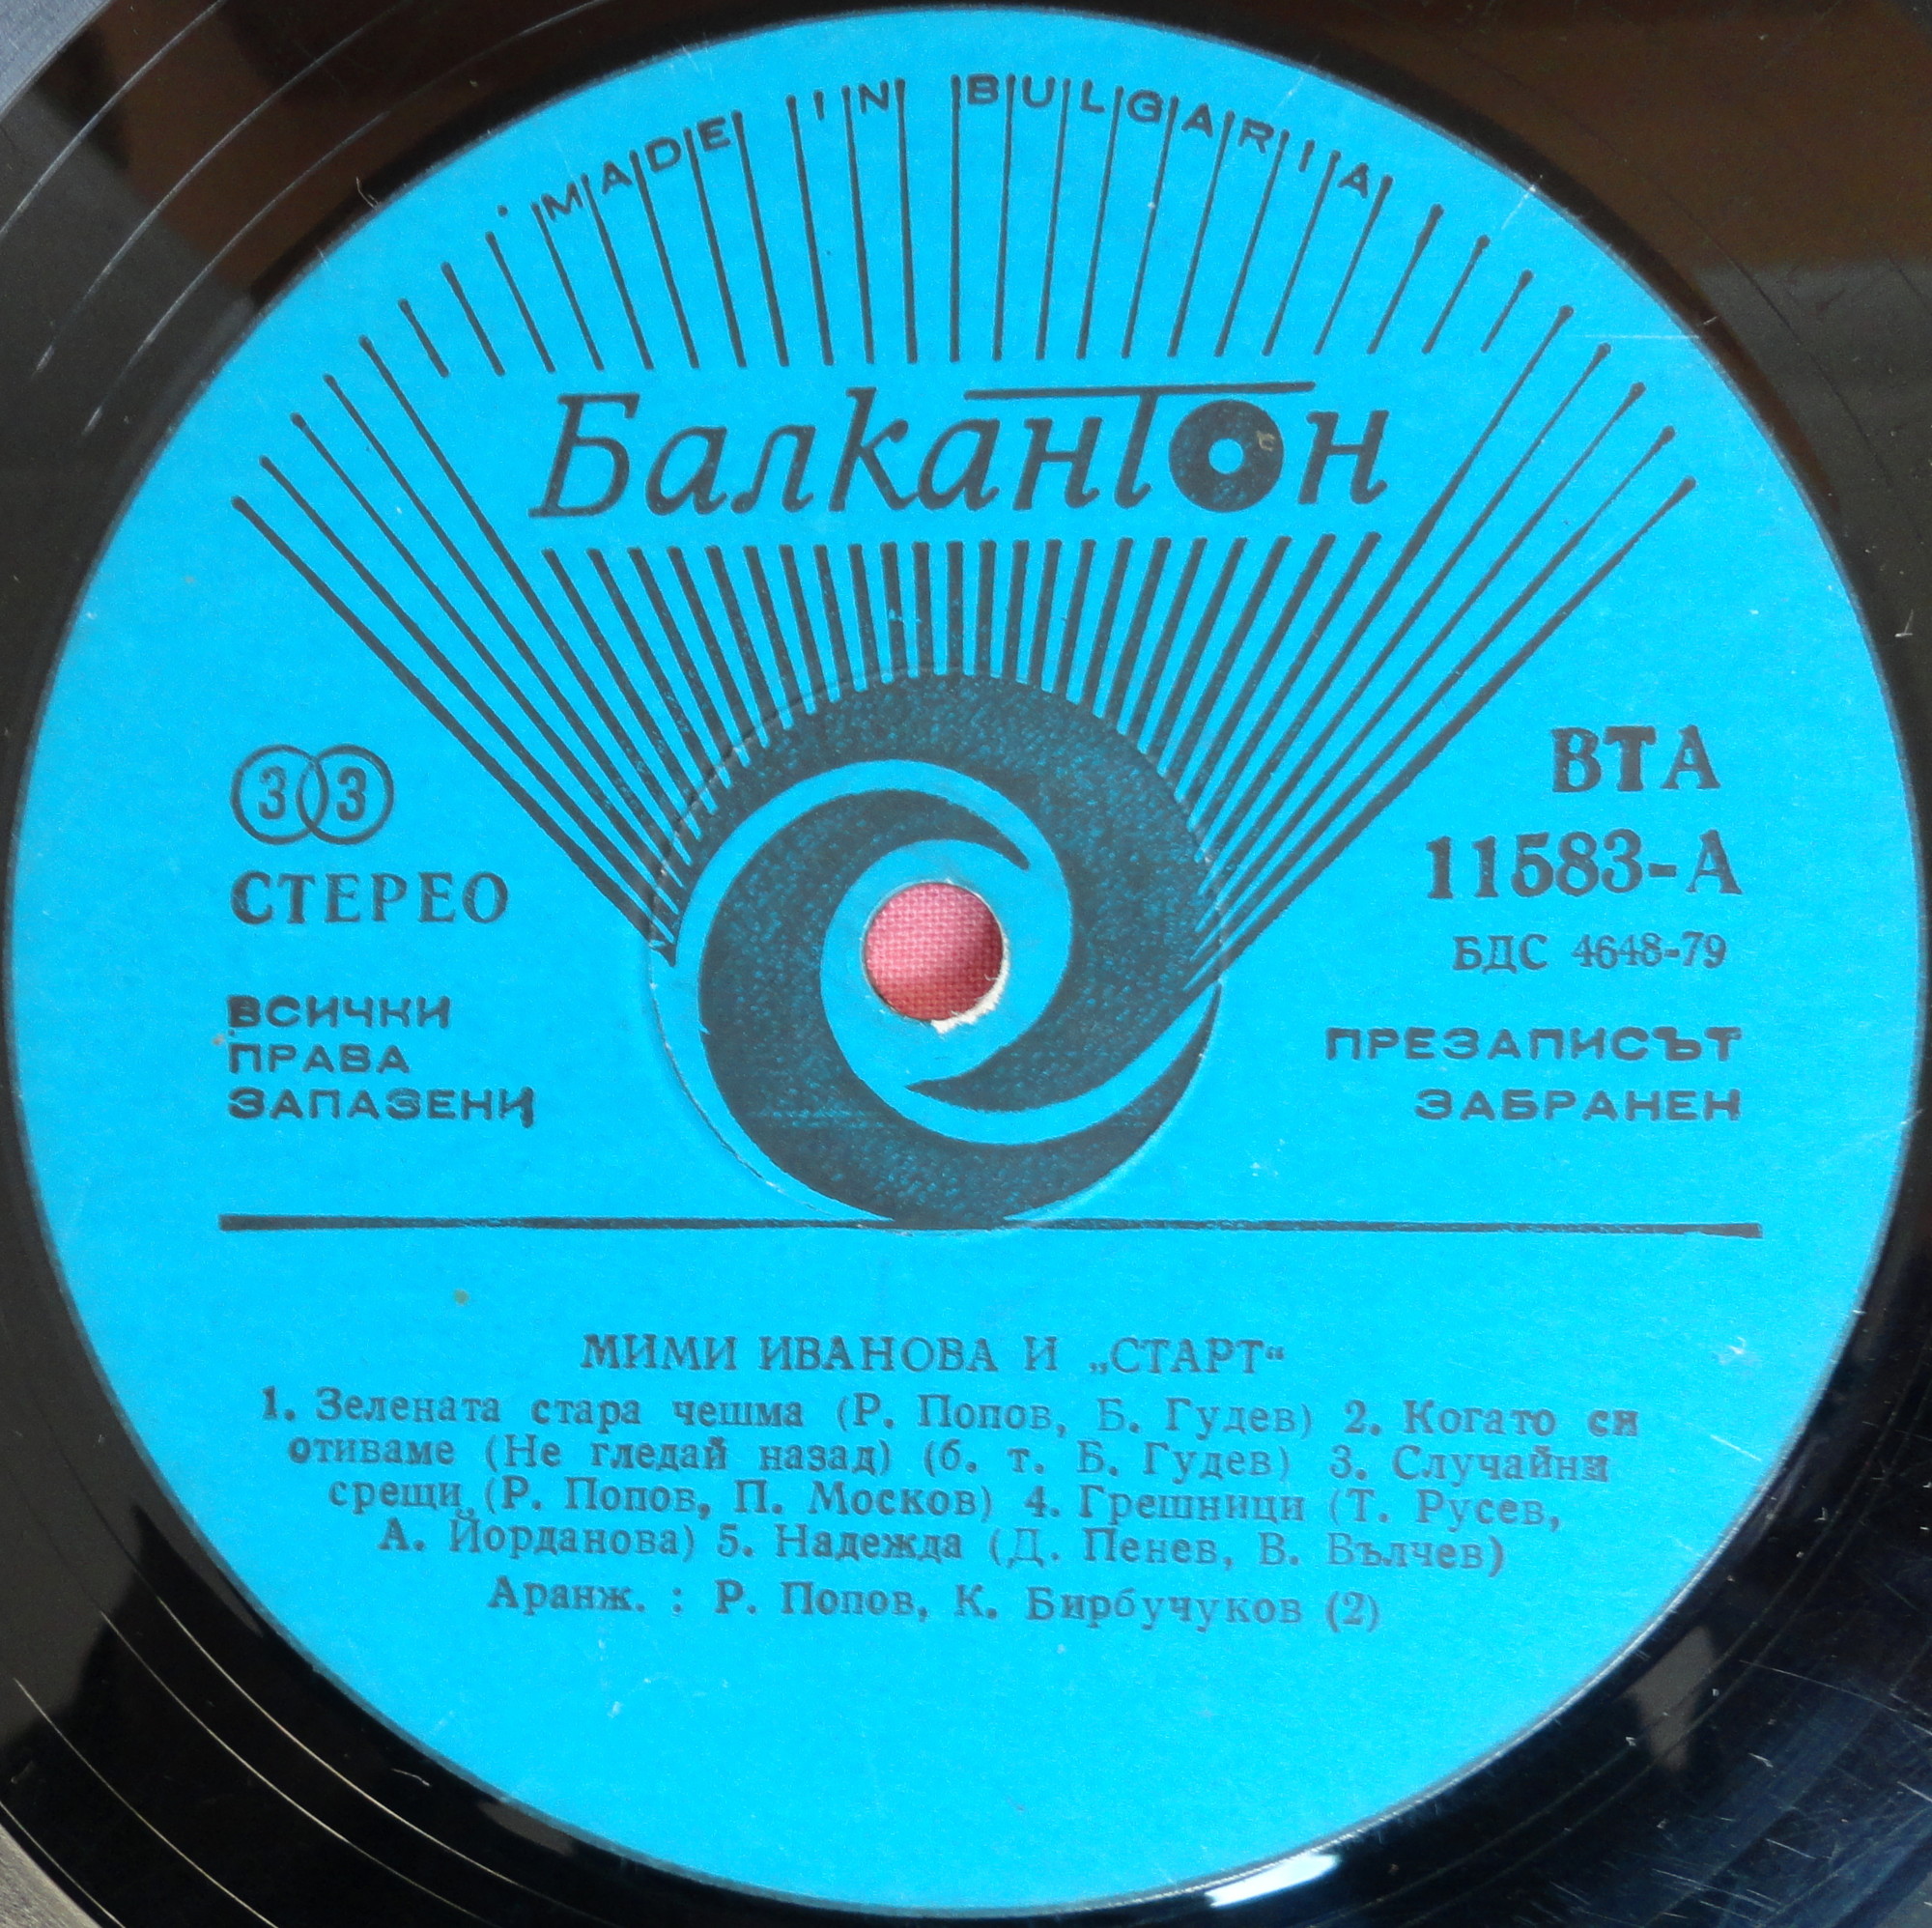 MADE IN BULGARIA
Балкантон
33
СТЕРЕО
ВСИЧКИ
ПРАВА
ЗАПАЗЕНИ
ВТА
11583-А
БДС 4648-79
ПРЕЗАПИСЪТ
ЗАБРАНЕН
МИМИ ИВАНОВА И „СТАРТ“
1. Зелената стара чешма (Р. Попов, Б. Гудев) 2. Когато си
отиваме (Не гледай назад) (б. т. Б. Гудев) 3. Случайни
срещи (Р. Попов, П. Москов) 4. Грешници (Т. Русев,
А. Йорданова) 5. Надежда (Д. Пенев, В. Вълчев)
Аранж. : Р. Попов, К. Бирбучуков (2)